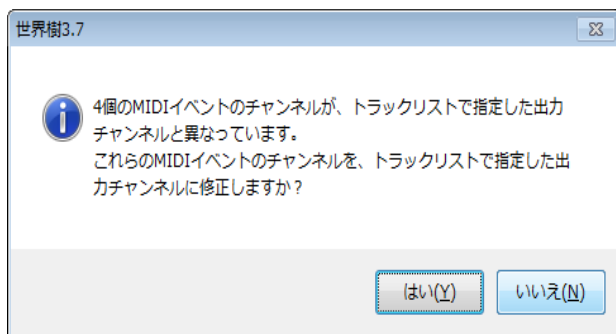 世界樹3.7
4個のMIDIイベントのチャンネルが、トラックリストで指定した出力
チャンネルと異なっています。
これらのMIDIイベントのチャンネルを、トラックリストで指定した出
力チャンネルに修正しますか？
はい(Y)
いいえ(N)